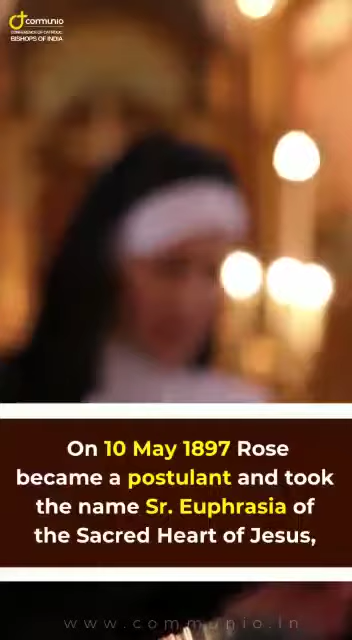 communio
CONFERENCE OF CATHOLIC
BISHOPS OF INDIA
On 10 May 1897 Rose
became a postulant and took
the name Sr. Euphrasia of
the Sacred Heart of Jesus,
www.communio.in